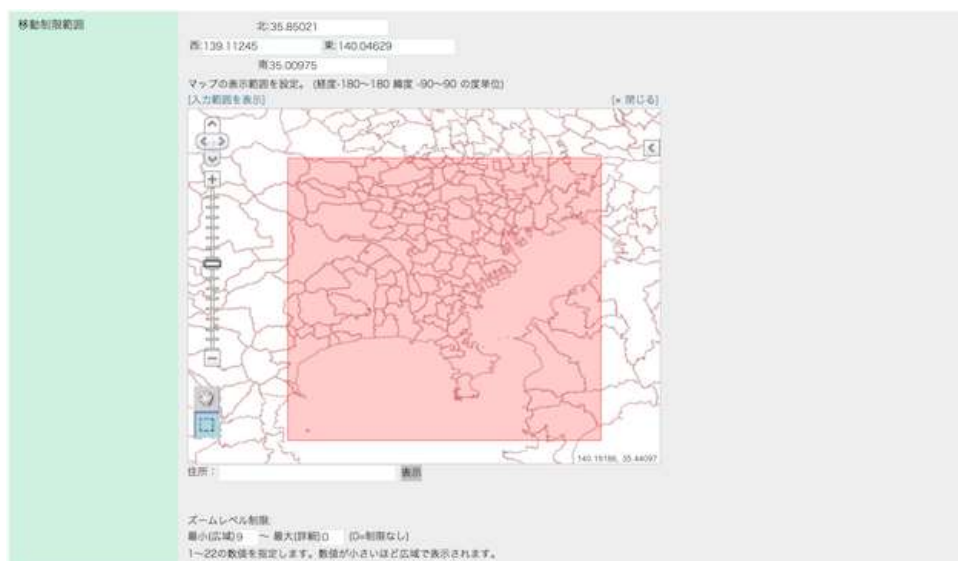 移動制限範囲
北:35.85021
西:139.11245 東:140.04629
南:35.00975
マップの表示範囲を設定。 (経度-180〜180 緯度 -90〜90 の度単位)
[入力範囲を表示] [× 閉じる]
140.15186, 35.44097
住所: 表示
ズームレベル制限
最小(広域)9 〜 最大(詳細)0 (0=制限なし)
1〜22の数値を指定します。数値が小さいほど広域で表示されます。